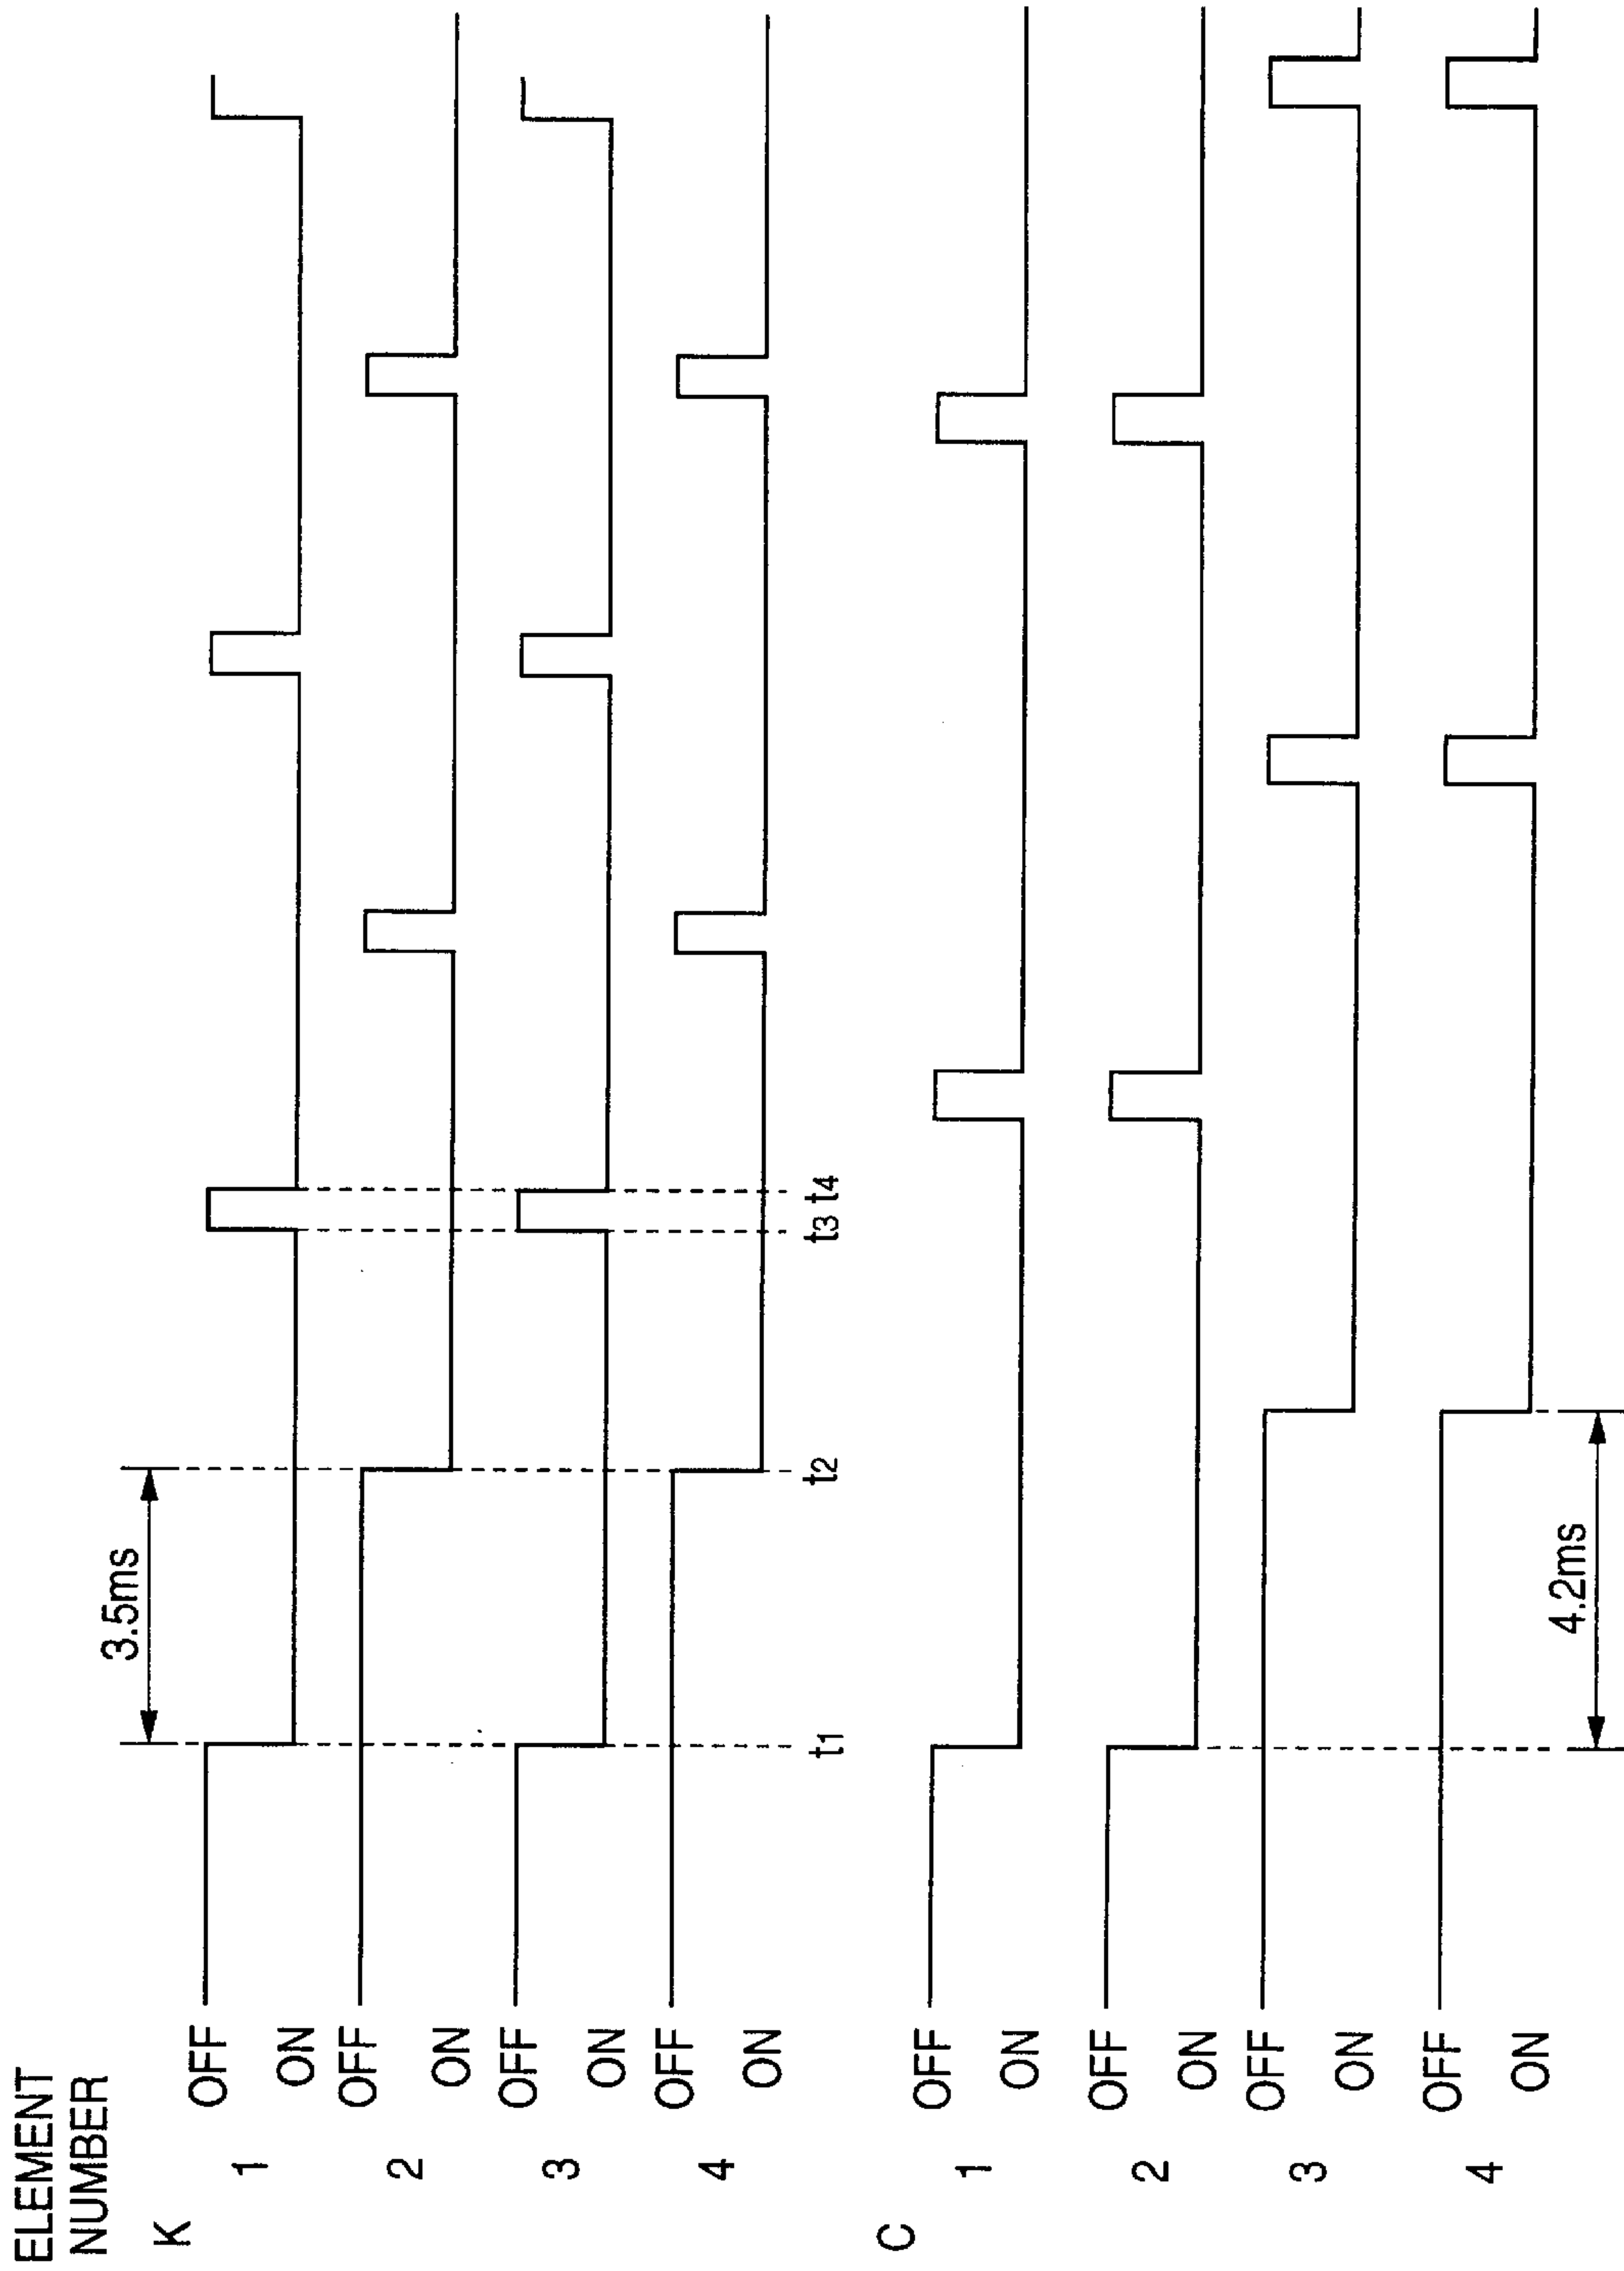 ELEMENT
NUMBER
K
3.5ms
1 OFF
ON
2 OFF
ON
3 OFF
ON
4 OFF
ON
t1 t2 t3 t4
C
1 OFF
ON
2 OFF
ON
3 OFF
ON
4 OFF
ON
4.2ms